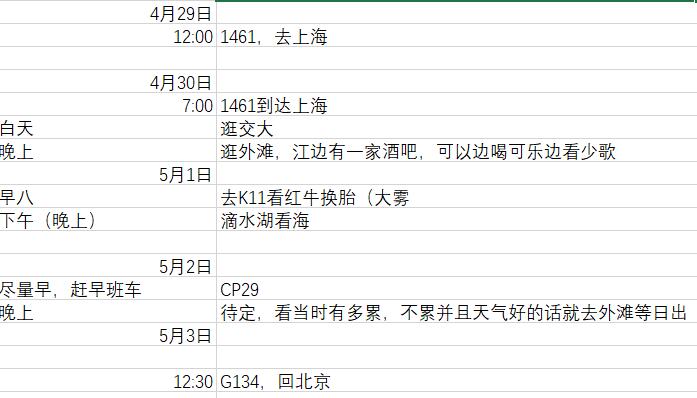 4月29日
12:00 1461，去上海
4月30日
7:00 1461到达上海
白天 逛交大
晚上 逛外滩，江边有一家酒吧，可以边喝可乐边看少歌
5月1日
早八 去K11看红牛换胎（大雾
下午（晚上） 滴水湖看海
5月2日
尽量早，赶早班车 CP29
晚上 待定，看当时有多累，不累并且天气好的话就去外滩等日出
5月3日
12:30 G134，回北京